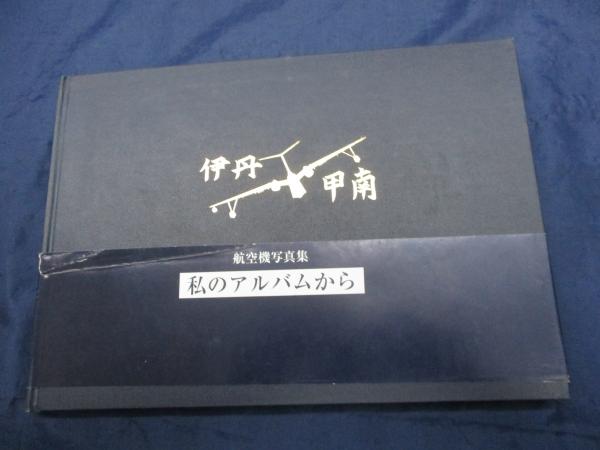 伊丹
甲南
航空機写真集
私のアルバムから